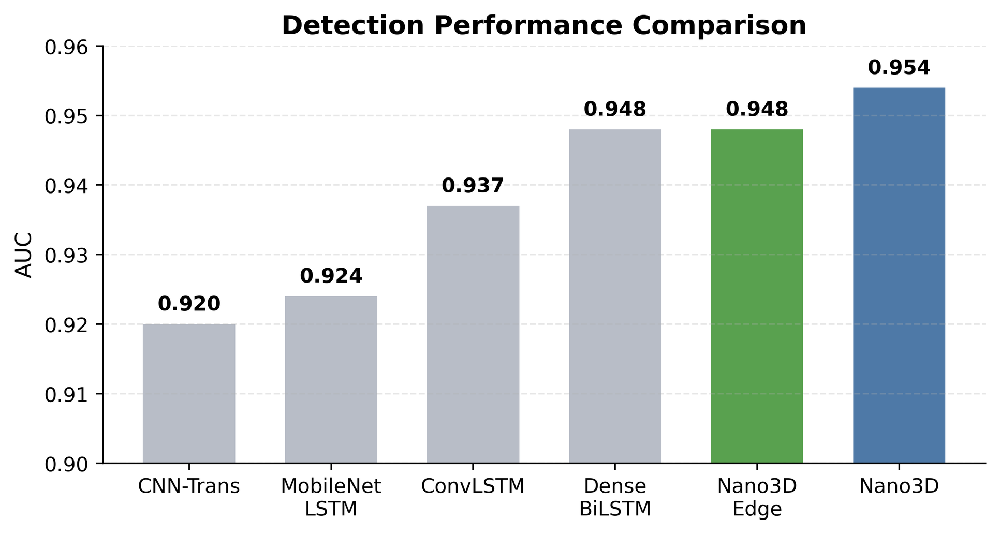 Detection Performance Comparison
AUC
0.96
0.95
0.94
0.93
0.92
0.91
0.90
0.920
0.924
0.937
0.948
0.948
0.954
CNN-Trans
MobileNet
LSTM
ConvLSTM
Dense
BiLSTM
Nano3D
Edge
Nano3D